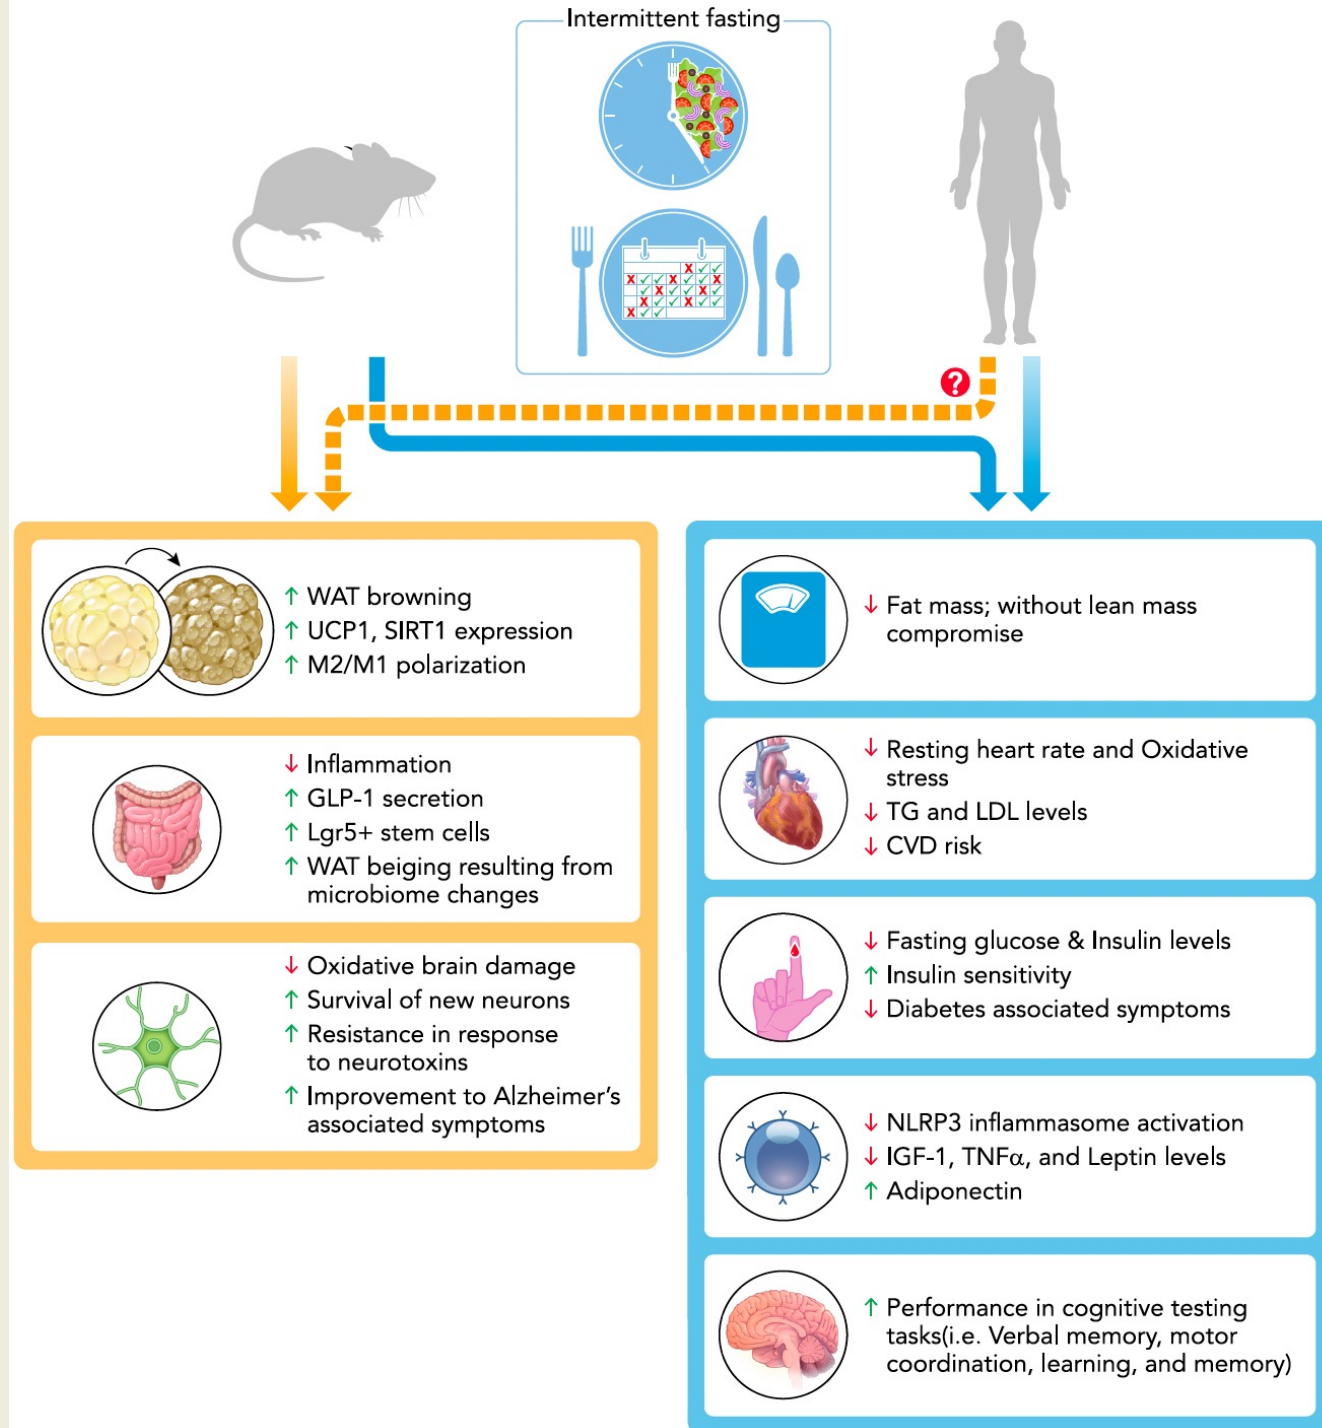 Intermittent fasting
?
↑ WAT browning
↑ UCP1, SIRT1 expression
↑ M2/M1 polarization
↓ Inflammation
↑ GLP-1 secretion
↑ Lgr5+ stem cells
↑ WAT beiging resulting from
microbiome changes
↓ Oxidative brain damage
↑ Survival of new neurons
↑ Resistance in response
to neurotoxins
↑ Improvement to Alzheimer's
associated symptoms
↓ Fat mass; without lean mass
compromise
↓ Resting heart rate and Oxidative
stress
↓ TG and LDL levels
↓ CVD risk
↓ Fasting glucose & Insulin levels
↑ Insulin sensitivity
↓ Diabetes associated symptoms
↓ NLRP3 inflammasome activation
↓ IGF-1, TNFα, and Leptin levels
↑ Adiponectin
↑ Performance in cognitive testing
tasks(i.e. Verbal memory, motor
coordination, learning, and memory)